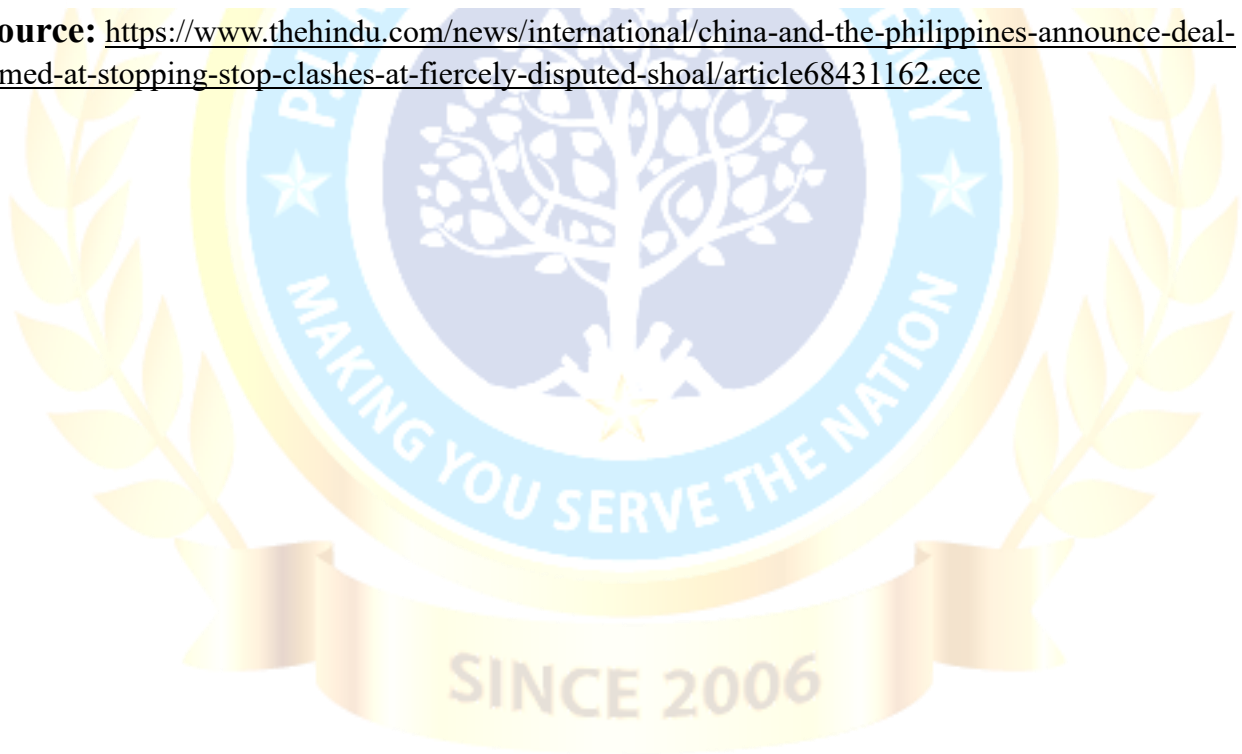 ource: https://www.thehindu.com/news/international/china-and-the-philippines-announce-deal-
med-at-stopping-stop-clashes-at-fiercely-disputed-shoal/article68431162.ece
MAKING YOU SERVE THE NATION
SINCE 2006